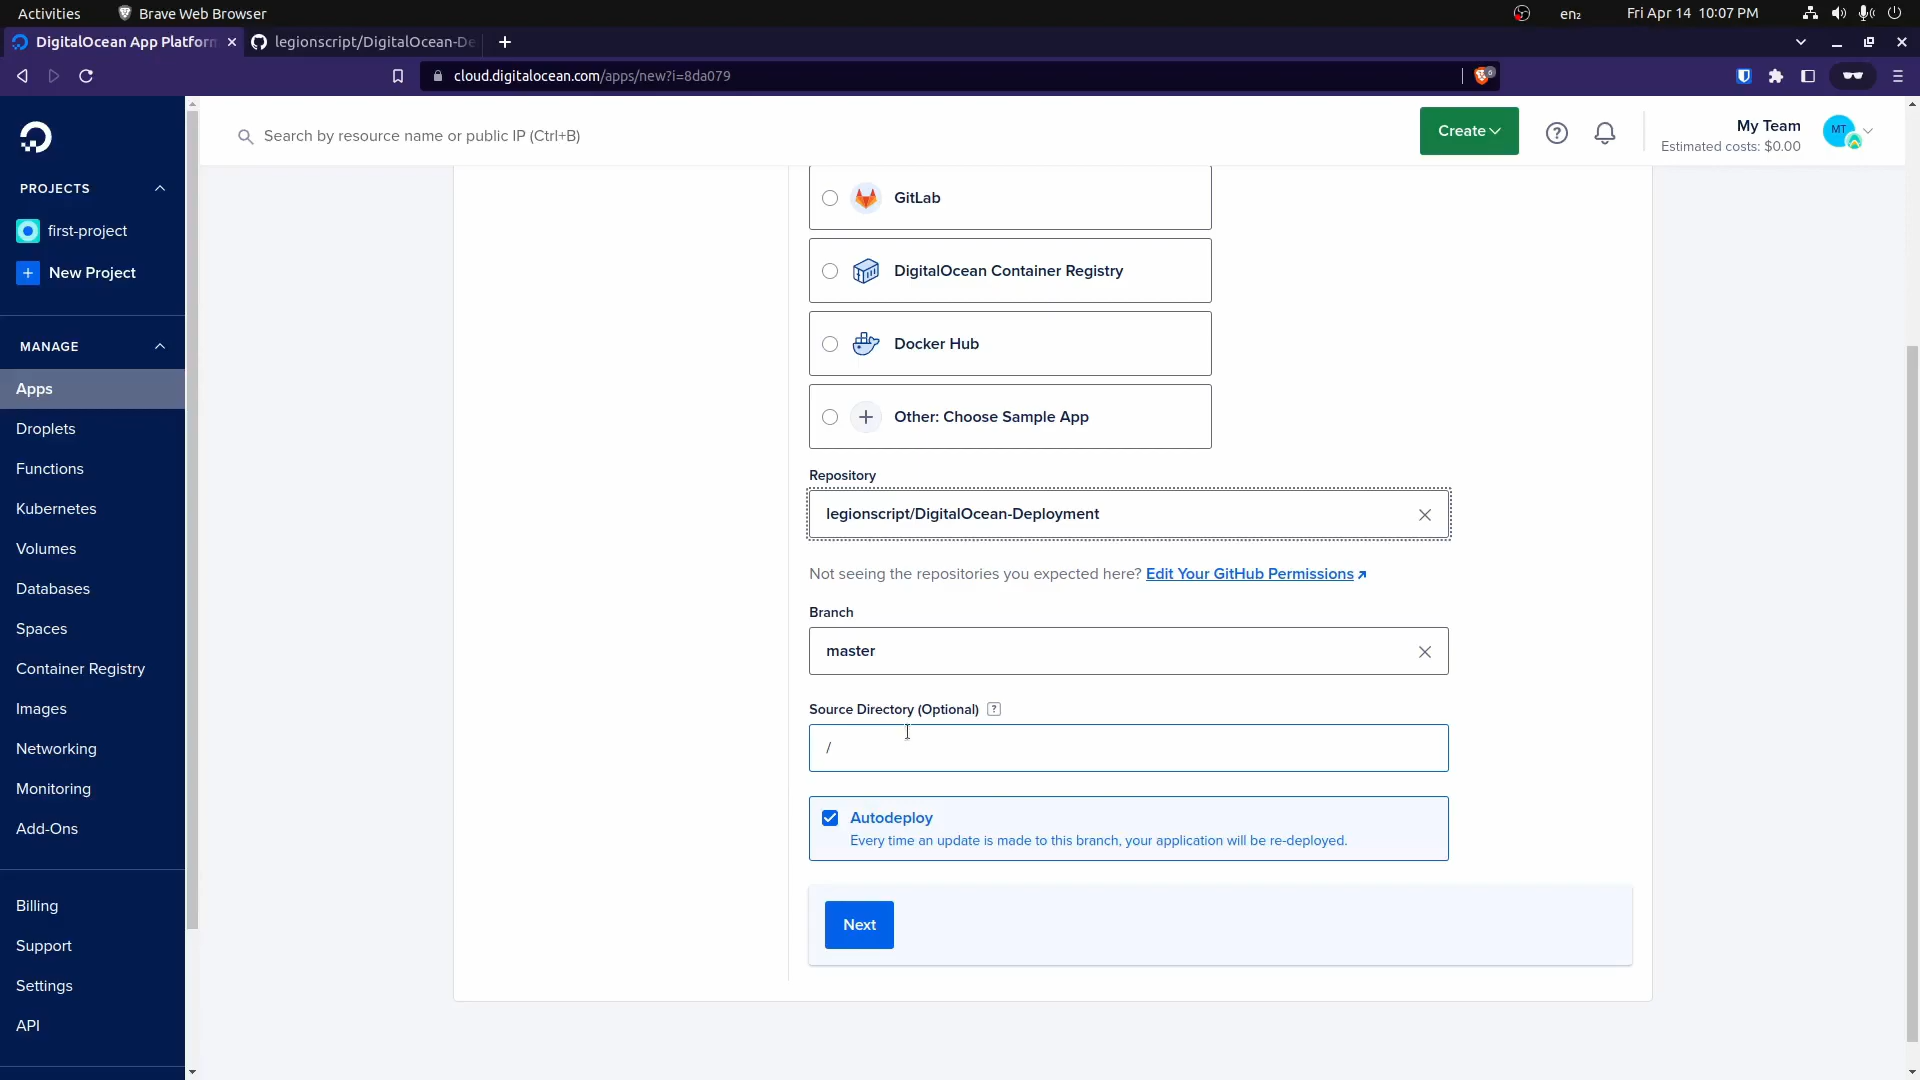 Activities
Brave Web Browser
en₂
Fri Apr 14 10:07 PM
DigitalOcean App Platform
legionscript/DigitalOcean-De
cloud.digitalocean.com/apps/new?i=8da079
6
Search by resource name or public IP (Ctrl+B)
Create
?
My Team
Estimated costs: $0.00
MT
PROJECTS
first-project
New Project
MANAGE
Apps
Droplets
Functions
Kubernetes
Volumes
Databases
Spaces
Container Registry
Images
Networking
Monitoring
Add-Ons
Billing
Support
Settings
API
GitLab
DigitalOcean Container Registry
Docker Hub
Other: Choose Sample App
Repository
legionscript/DigitalOcean-Deployment
Not seeing the repositories you expected here? Edit Your GitHub Permissions
Branch
master
Source Directory (Optional) ?
/
Autodeploy
Every time an update is made to this branch, your application will be re-deployed.
Next